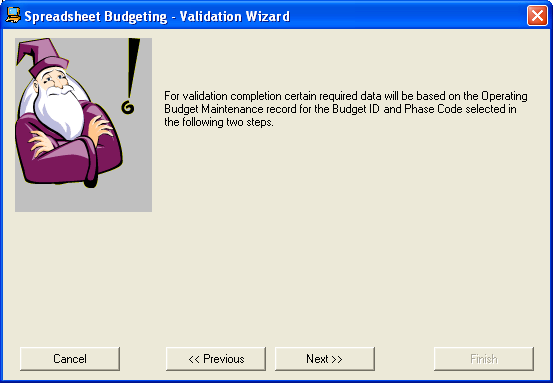 Spreadsheet Budgeting - Validation Wizard
For validation completion certain required data will be based on the Operating
Budget Maintenance record for the Budget ID and Phase Code selected in
the following two steps.
Cancel
<< Previous
Next >>
Finish